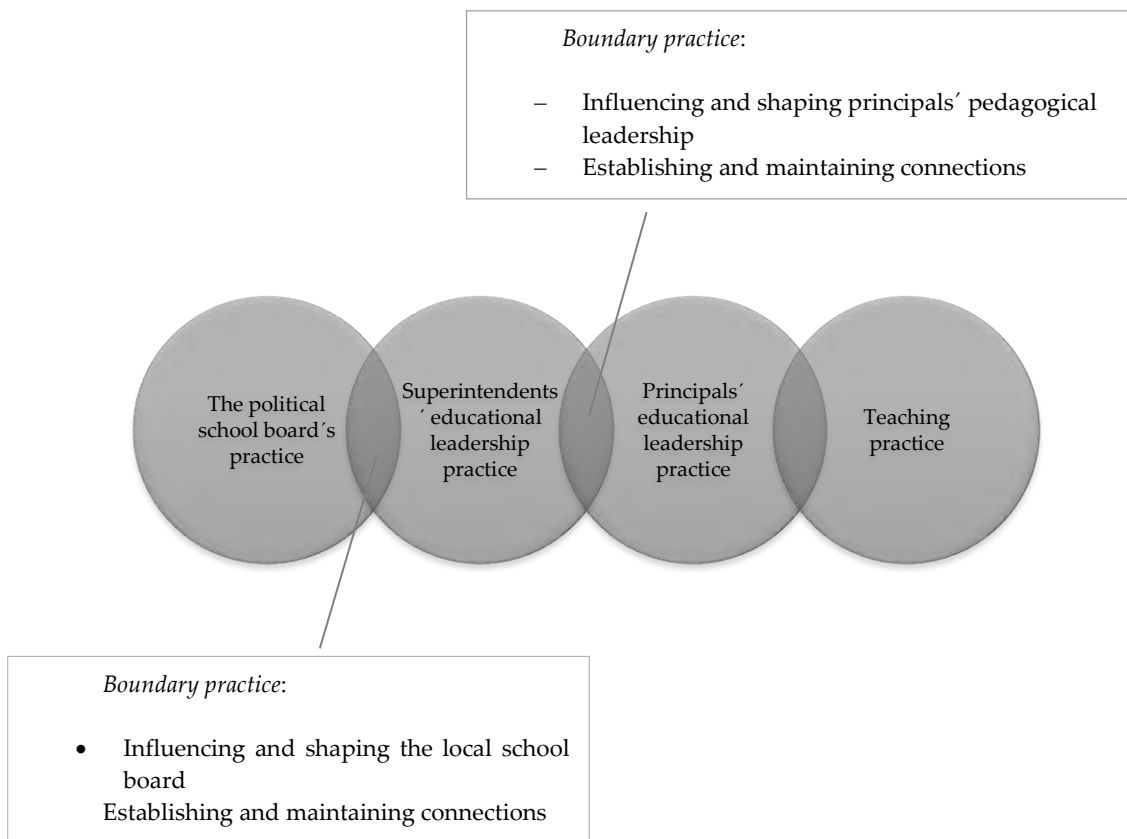 Boundary practice:
– Influencing and shaping principals´ pedagogical
leadership
– Establishing and maintaining connections
The political
school board´s
practice
Superintendents
´ educational
leadership
practice
Principals´
educational
leadership
practice
Teaching
practice
Boundary practice:
• Influencing and shaping the local school
board
Establishing and maintaining connections